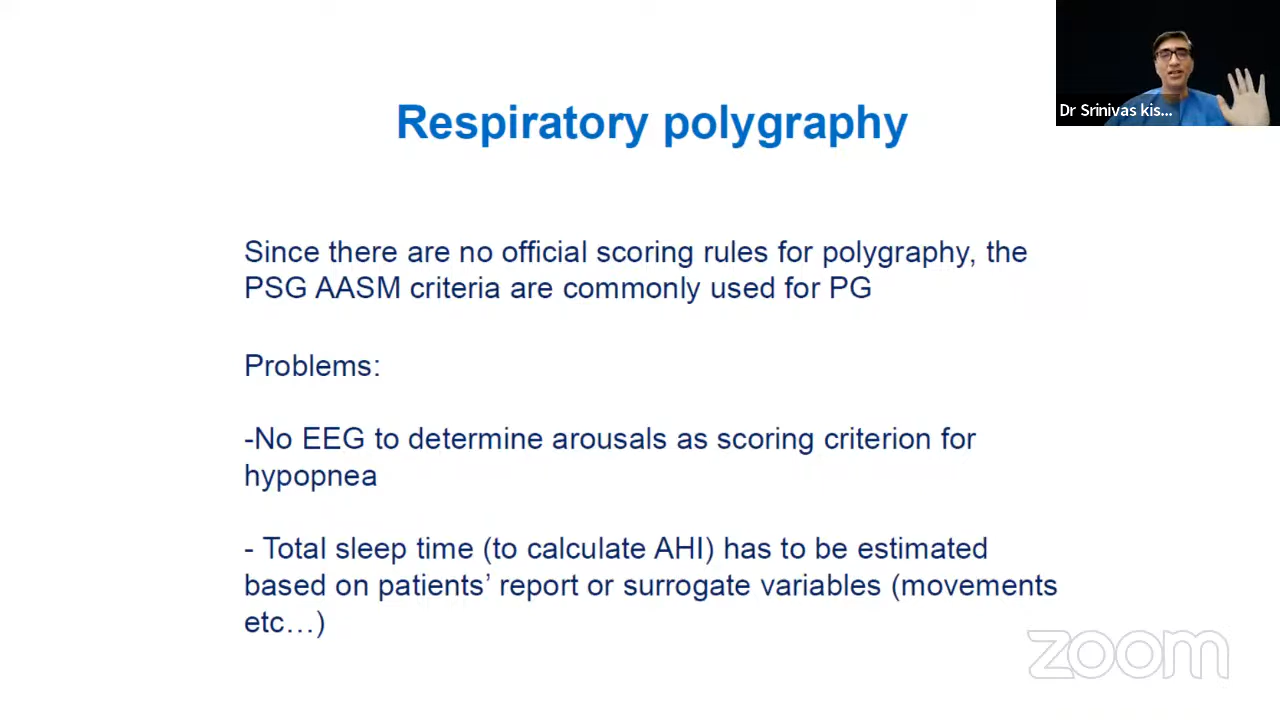 Dr Srinivas kis...
Respiratory polygraphy
Since there are no official scoring rules for polygraphy, the
PSG AASM criteria are commonly used for PG
Problems:
-No EEG to determine arousals as scoring criterion for
hypopnea
- Total sleep time (to calculate AHI) has to be estimated
based on patients’ report or surrogate variables (movements
etc…)
zoom